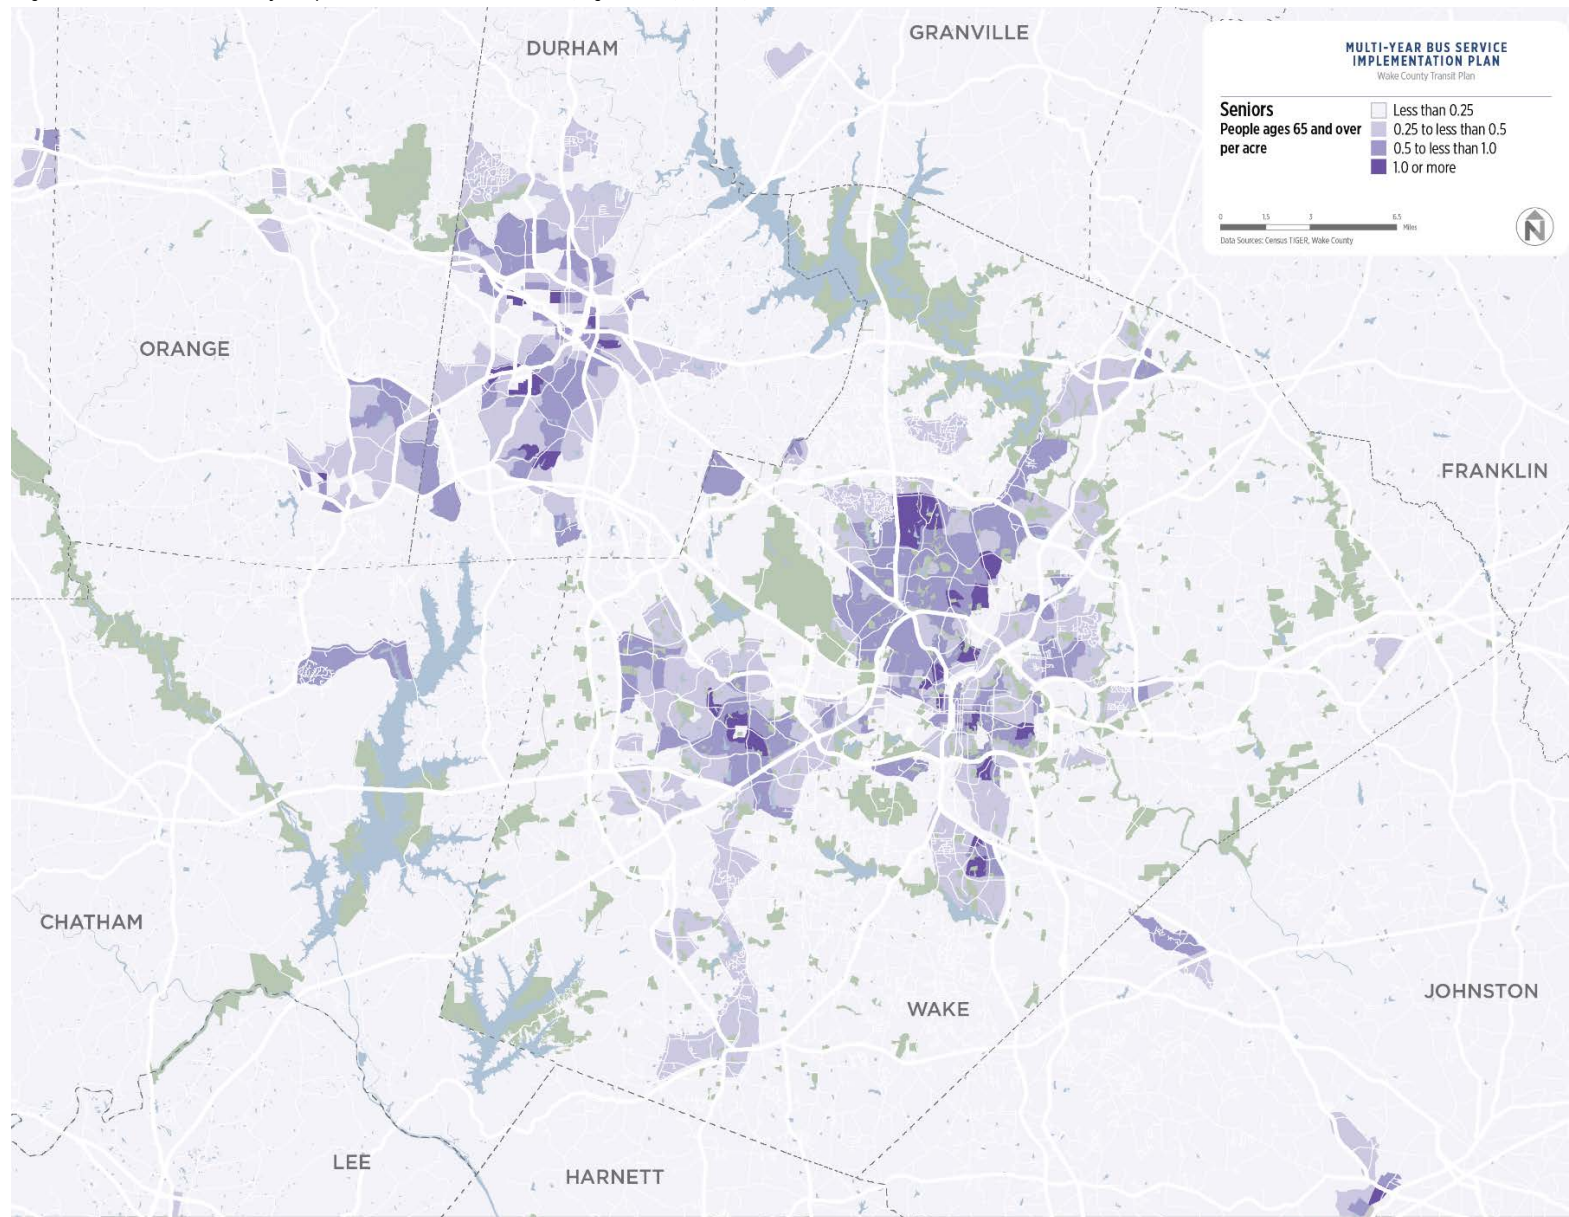 DURHAM
GRANVILLE
MULTI-YEAR BUS SERVICE
IMPLEMENTATION PLAN
Wake County Transit Plan
Seniors
People ages 65 and over
per acre
Less than 0.25
0.25 to less than 0.5
0.5 to less than 1.0
1.0 or more
0 1.5 3 6.5
Miles
Data Sources: Census TIGER, Wake County
N
ORANGE
FRANKLIN
CHATHAM
JOHNSTON
WAKE
LEE
HARNETT